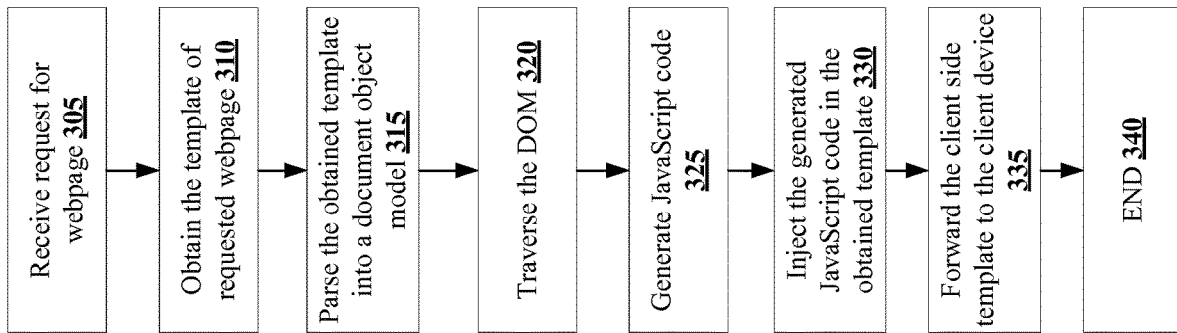 Receive request for
webpage 305
Obtain the template of
requested webpage 310
Parse the obtained template
into a document object
model 315
Traverse the DOM 320
Generate JavaScript code
325
Inject the generated
JavaScript code in the
obtained template 330
Forward the client side
template to the client device
335
END 340